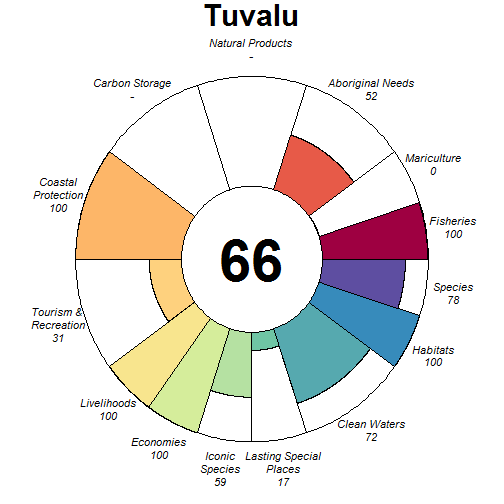 Tuvalu
Natural Products
-
Carbon Storage
-
Aboriginal Needs
52
Mariculture
0
Coastal
Protection
100
Fisheries
100
66
Species
78
Tourism &
Recreation
31
Habitats
100
Livelihoods
100
Clean Waters
72
Economies
100
Iconic
Species
59
Lasting Special
Places
17